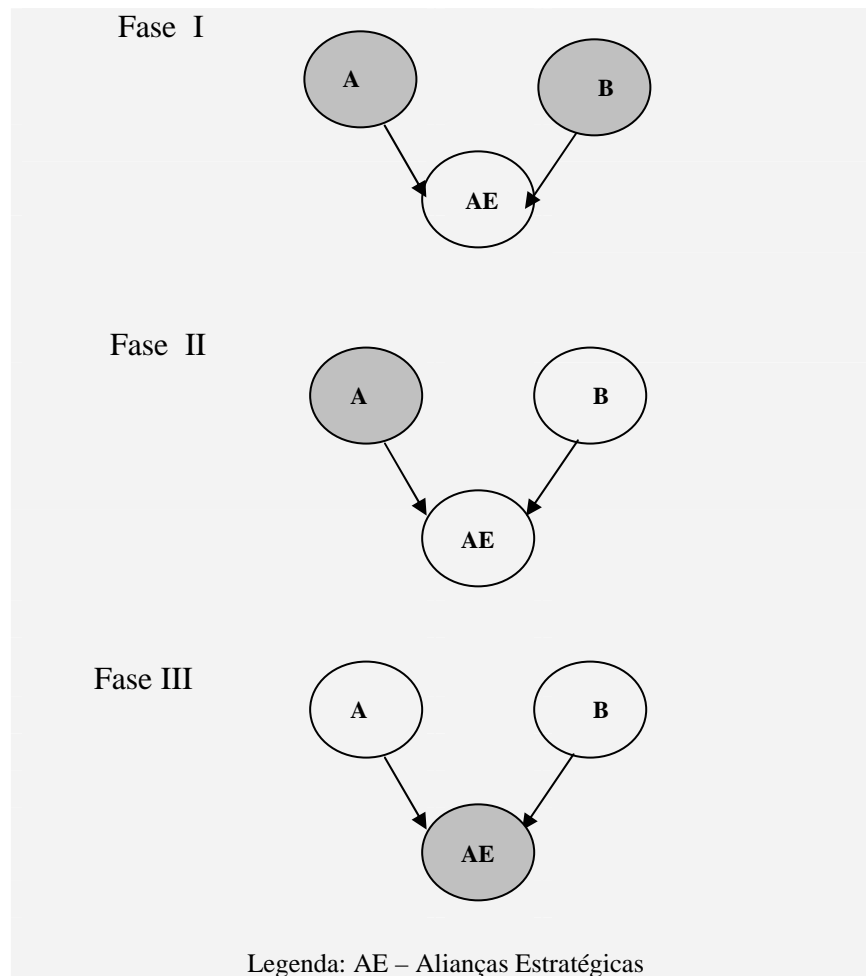 Fase I
A
B
AE
Fase II
A
B
AE
Fase III
A
B
AE
Legenda: AE – Alianças Estratégicas